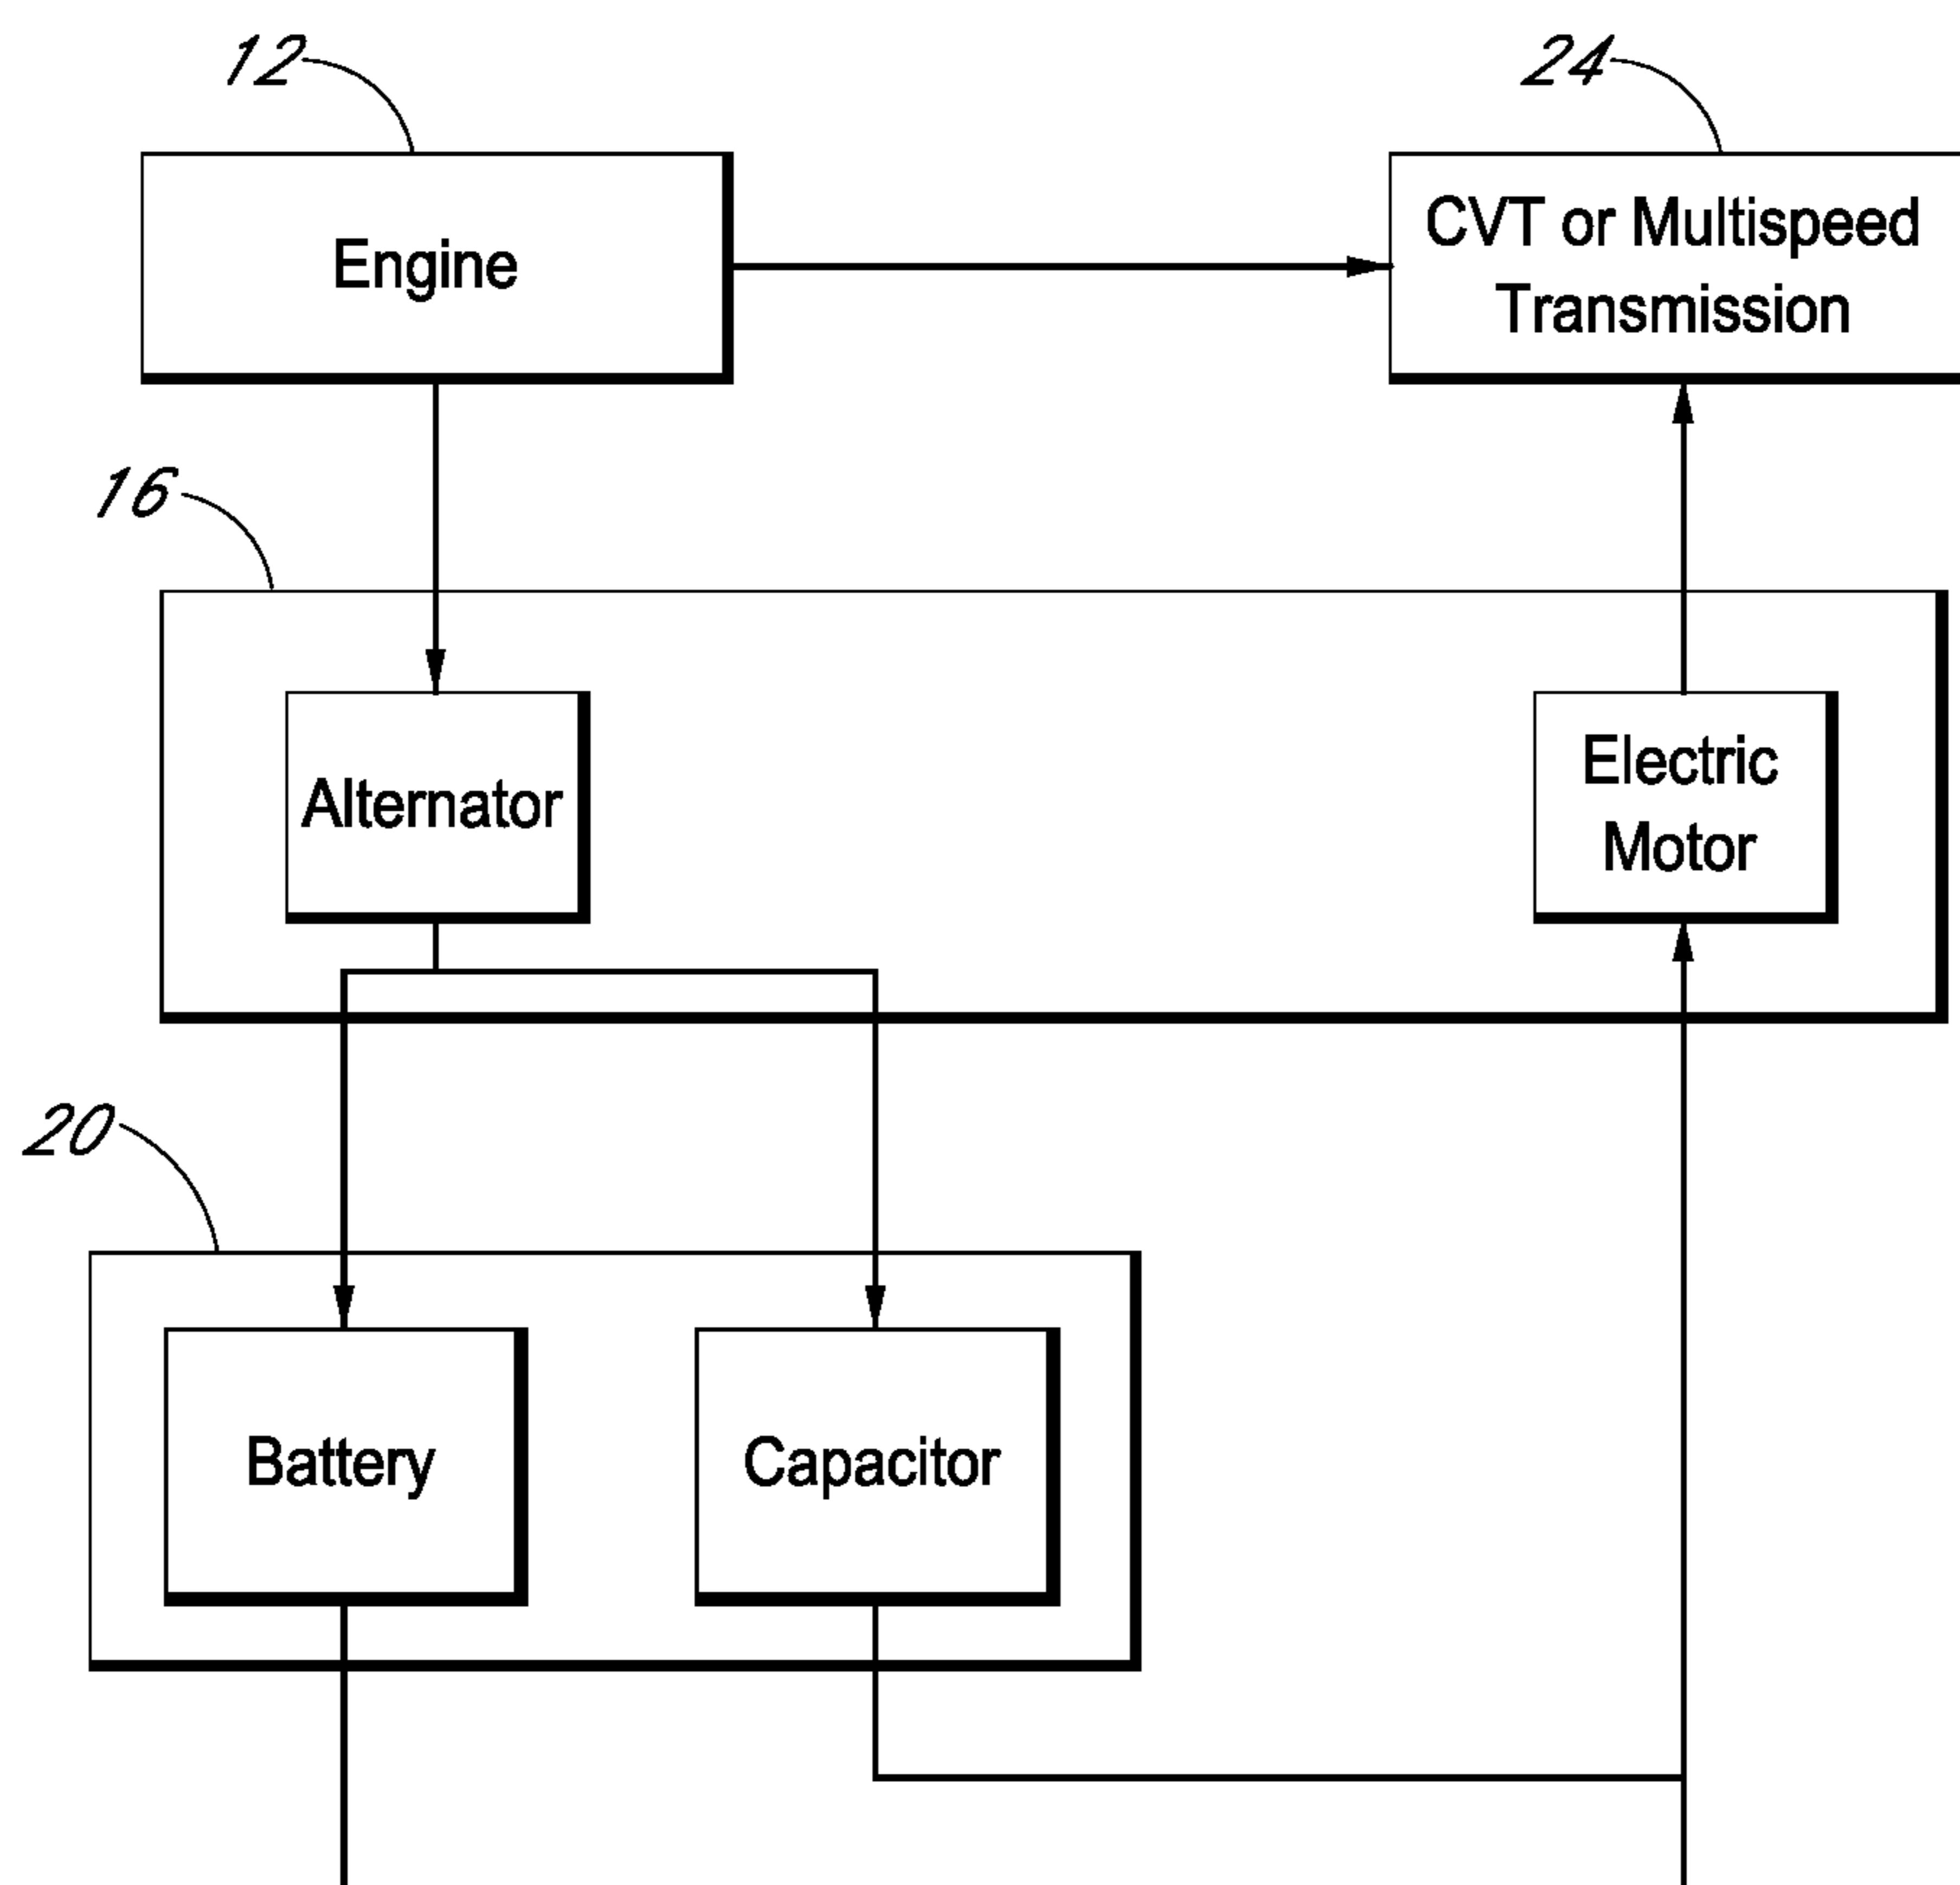 12
24
Engine
CVT or Multispeed
Transmission
16
Alternator
Electric
Motor
20
Battery
Capacitor